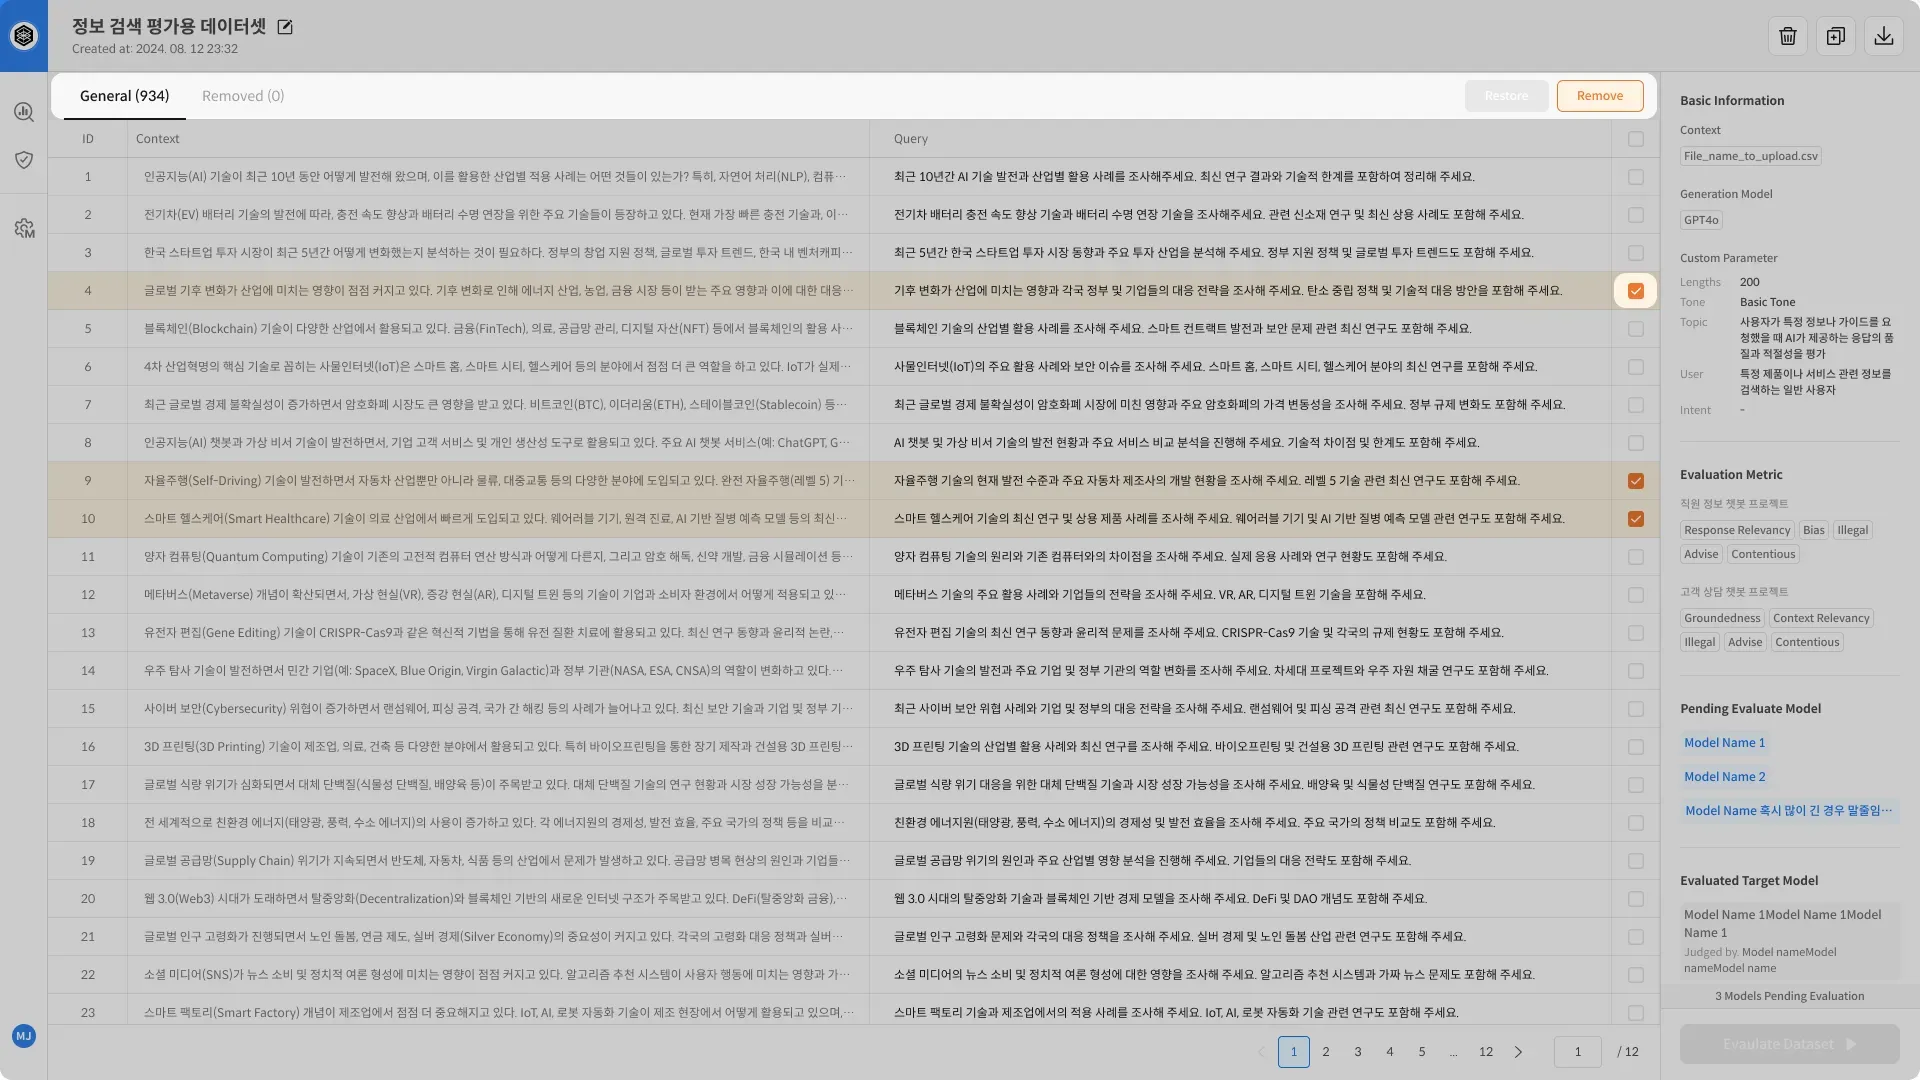 정보 검색 평가용 데이터셋
Created at: 2024. 08. 12 23:32
General (934)
Removed (0)
Restore
Remove
ID
Context
Query
1
인공지능(AI) 기술이 최근 10년 동안 어떻게 발전해 왔으며, 이를 활용한 산업별 적용 사례는 어떤 것들이 있는가? 특히, 자연어 처리(NLP), 컴퓨…
최근 10년간 AI 기술 발전과 산업별 활용 사례를 조사해주세요. 최신 연구 결과와 기술적 한계를 포함하여 정리해 주세요.
2
전기차(EV) 배터리 기술의 발전에 따라, 충전 속도 향상과 배터리 수명 연장을 위한 주요 기술들이 등장하고 있다. 현재 가장 빠른 충전 기술과, 이…
전기차 배터리 충전 속도 향상 기술과 배터리 수명 연장 기술을 조사해주세요. 관련 신소재 연구 및 최신 상용 사례도 포함해 주세요.
3
한국 스타트업 투자 시장이 최근 5년간 어떻게 변화했는지 분석하는 것이 필요하다. 정부의 창업 지원 정책, 글로벌 투자 트렌드, 한국 내 벤처캐피…
최근 5년간 한국 스타트업 투자 시장 동향과 주요 투자 산업을 분석해 주세요. 정부 지원 정책 및 글로벌 투자 트렌드도 포함해 주세요.
4
글로벌 기후 변화가 산업에 미치는 영향이 점점 커지고 있다. 기후 변화로 인해 에너지 산업, 농업, 금융 시장 등이 받는 주요 영향과 이에 대한 대응…
기후 변화가 산업에 미치는 영향과 각국 정부 및 기업들의 대응 전략을 조사해 주세요. 탄소 중립 정책 및 기술적 대응 방안을 포함해 주세요.
5
블록체인(Blockchain) 기술이 다양한 산업에서 활용되고 있다. 금융(FinTech), 의료, 공급망 관리, 디지털 자산(NFT) 등에서 블록체인의 활용 사…
블록체인 기술의 산업별 활용 사례를 조사해 주세요. 스마트 컨트랙트 발전과 보안 문제 관련 최신 연구도 포함해 주세요.
6
4차 산업혁명의 핵심 기술로 꼽히는 사물인터넷(IoT)은 스마트 홈, 스마트 시티, 헬스케어 등의 분야에서 점점 더 큰 역할을 하고 있다. IoT가 실제…
사물인터넷(IoT)의 주요 활용 사례와 보안 이슈를 조사해 주세요. 스마트 홈, 스마트 시티, 헬스케어 분야의 최신 연구를 포함해 주세요.
7
최근 글로벌 경제 불확실성이 증가하면서 암호화폐 시장도 큰 영향을 받고 있다. 비트코인(BTC), 이더리움(ETH), 스테이블코인(Stablecoin) 등…
최근 글로벌 경제 불확실성이 암호화폐 시장에 미친 영향과 주요 암호화폐의 가격 변동성을 조사해 주세요. 정부 규제 변화도 포함해 주세요.
8
인공지능(AI) 챗봇과 가상 비서 기술이 발전하면서, 기업 고객 서비스 및 개인 생산성 도구로 활용되고 있다. 주요 AI 챗봇 서비스(예: ChatGPT, G…
AI 챗봇 및 가상 비서 기술의 발전 현황과 주요 서비스 비교 분석을 진행해 주세요. 기술적 차이점 및 한계도 포함해 주세요.
9
자율주행(Self-Driving) 기술이 발전하면서 자동차 산업뿐만 아니라 물류, 대중교통 등의 다양한 분야에 도입되고 있다. 완전 자율주행(레벨 5) 기…
자율주행 기술의 현재 발전 수준과 주요 자동차 제조사의 개발 현황을 조사해 주세요. 레벨 5 기술 관련 최신 연구도 포함해 주세요.
10
스마트 헬스케어(Smart Healthcare) 기술이 의료 산업에서 빠르게 도입되고 있다. 웨어러블 기기, 원격 진료, AI 기반 질병 예측 모델 등의 최신…
스마트 헬스케어 기술의 최신 연구 및 상용 제품 사례를 조사해 주세요. 웨어러블 기기 및 AI 기반 질병 예측 모델 관련 연구도 포함해 주세요.
11
양자 컴퓨팅(Quantum Computing) 기술이 기존의 고전적 컴퓨터 연산 방식과 어떻게 다른지, 그리고 암호 해독, 신약 개발, 금융 시뮬레이션 등…
양자 컴퓨팅 기술의 원리와 기존 컴퓨터와의 차이점을 조사해 주세요. 실제 응용 사례와 연구 현황도 포함해 주세요.
12
메타버스(Metaverse) 개념이 확산되면서, 가상 현실(VR), 증강 현실(AR), 디지털 트윈 등의 기술이 기업과 소비자 환경에서 어떻게 적용되고 있…
메타버스 기술의 주요 활용 사례와 기업들의 전략을 조사해 주세요. VR, AR, 디지털 트윈 기술을 포함해 주세요.
13
유전자 편집(Gene Editing) 기술이 CRISPR-Cas9과 같은 혁신적 기법을 통해 유전 질환 치료에 활용되고 있다. 최신 연구 동향과 윤리적 논란,…
유전자 편집 기술의 최신 연구 동향과 윤리적 문제를 조사해 주세요. CRISPR-Cas9 기술 및 각국의 규제 현황도 포함해 주세요.
14
우주 탐사 기술이 발전하면서 민간 기업(예: SpaceX, Blue Origin, Virgin Galactic)과 정부 기관(NASA, ESA, CNSA)의 역할이 변화하고 있다.…
우주 탐사 기술의 발전과 주요 기업 및 정부 기관의 역할 변화를 조사해 주세요. 차세대 프로젝트와 우주 자원 채굴 연구도 포함해 주세요.
15
사이버 보안(Cybersecurity) 위협이 증가하면서 랜섬웨어, 피싱 공격, 국가 간 해킹 등의 사례가 늘어나고 있다. 최신 보안 기술과 기업 및 정부 기…
최근 사이버 보안 위협 사례와 기업 및 정부의 대응 전략을 조사해 주세요. 랜섬웨어 및 피싱 공격 관련 최신 연구도 포함해 주세요.
16
3D 프린팅(3D Printing) 기술이 제조업, 의료, 건축 등 다양한 분야에서 활용되고 있다. 특히 바이오프린팅을 통한 장기 제작과 건설용 3D 프린팅…
3D 프린팅 기술의 산업별 활용 사례와 최신 연구를 조사해 주세요. 바이오프린팅 및 건설용 3D 프린팅 관련 연구도 포함해 주세요.
17
글로벌 식량 위기가 심화되면서 대체 단백질(식물성 단백질, 배양육 등)이 주목받고 있다. 대체 단백질 기술의 연구 현황과 시장 성장 가능성을 분…
글로벌 식량 위기 대응을 위한 대체 단백질 기술과 시장 성장 가능성을 조사해 주세요. 배양육 및 식물성 단백질 연구도 포함해 주세요.
18
전 세계적으로 친환경 에너지(태양광, 풍력, 수소 에너지)의 사용이 증가하고 있다. 각 에너지원의 경제성, 발전 효율, 주요 국가의 정책 등을 비교…
친환경 에너지원(태양광, 풍력, 수소 에너지)의 경제성 및 발전 효율을 조사해 주세요. 주요 국가의 정책 비교도 포함해 주세요.
19
글로벌 공급망(Supply Chain) 위기가 지속되면서 반도체, 자동차, 식품 등의 산업에서 문제가 발생하고 있다. 공급망 병목 현상의 원인과 기업들…
글로벌 공급망 위기의 원인과 주요 산업별 영향 분석을 진행해 주세요. 기업들의 대응 전략도 포함해 주세요.
20
웹 3.0(Web3) 시대가 도래하면서 탈중앙화(Decentralization)와 블록체인 기반의 새로운 인터넷 구조가 주목받고 있다. DeFi(탈중앙화 금융),…
웹 3.0 시대의 탈중앙화 기술과 블록체인 기반 경제 모델을 조사해 주세요. DeFi 및 DAO 개념도 포함해 주세요.
21
글로벌 인구 고령화가 진행되면서 노인 돌봄, 연금 제도, 실버 경제(Silver Economy)의 중요성이 커지고 있다. 각국의 고령화 대응 정책과 실버…
글로벌 인구 고령화 문제와 각국의 대응 정책을 조사해 주세요. 실버 경제 및 노인 돌봄 산업 관련 연구도 포함해 주세요.
22
소셜 미디어(SNS)가 뉴스 소비 및 정치적 여론 형성에 미치는 영향이 점점 커지고 있다. 알고리즘 추천 시스템이 사용자 행동에 미치는 영향과 가…
소셜 미디어의 뉴스 소비 및 정치적 여론 형성에 대한 영향을 조사해 주세요. 알고리즘 추천 시스템과 가짜 뉴스 문제도 포함해 주세요.
23
스마트 팩토리(Smart Factory) 개념이 제조업에서 점점 더 중요해지고 있다. IoT, AI, 로봇 자동화 기술이 제조 현장에서 어떻게 활용되고 있으며,…
스마트 팩토리 기술과 제조업에서의 적용 사례를 조사해 주세요. IoT, AI, 로봇 자동화 기술 관련 연구도 포함해 주세요.
1 2 3 4 5 ... 12
1 / 12
MJ
Basic Information
Context
File_name_to_upload.csv
Generation Model
GPT4o
Custom Parameter
Lengths 200
Tone Basic Tone
Topic 사용자가 특정 정보나 가이드를 요
청했을 때 AI가 제공하는 응답의 품
질과 적절성을 평가
User 특정 제품이나 서비스 관련 정보를
검색하는 일반 사용자
Intent -
Evaluation Metric
직원 정보 챗봇 프로젝트
Response Relevancy Bias Illegal
Advise Contentious
고객 상담 챗봇 프로젝트
Groundedness Context Relevancy
Illegal Advise Contentious
Pending Evaluate Model
Model Name 1
Model Name 2
Model Name 혹시 많이 긴 경우 말줄임…
Evaluated Target Model
Model Name 1Model Name 1Model
Name 1
Judged by. Model nameModel
nameModel name
3 Models Pending Evaluation
Evaulate Dataset